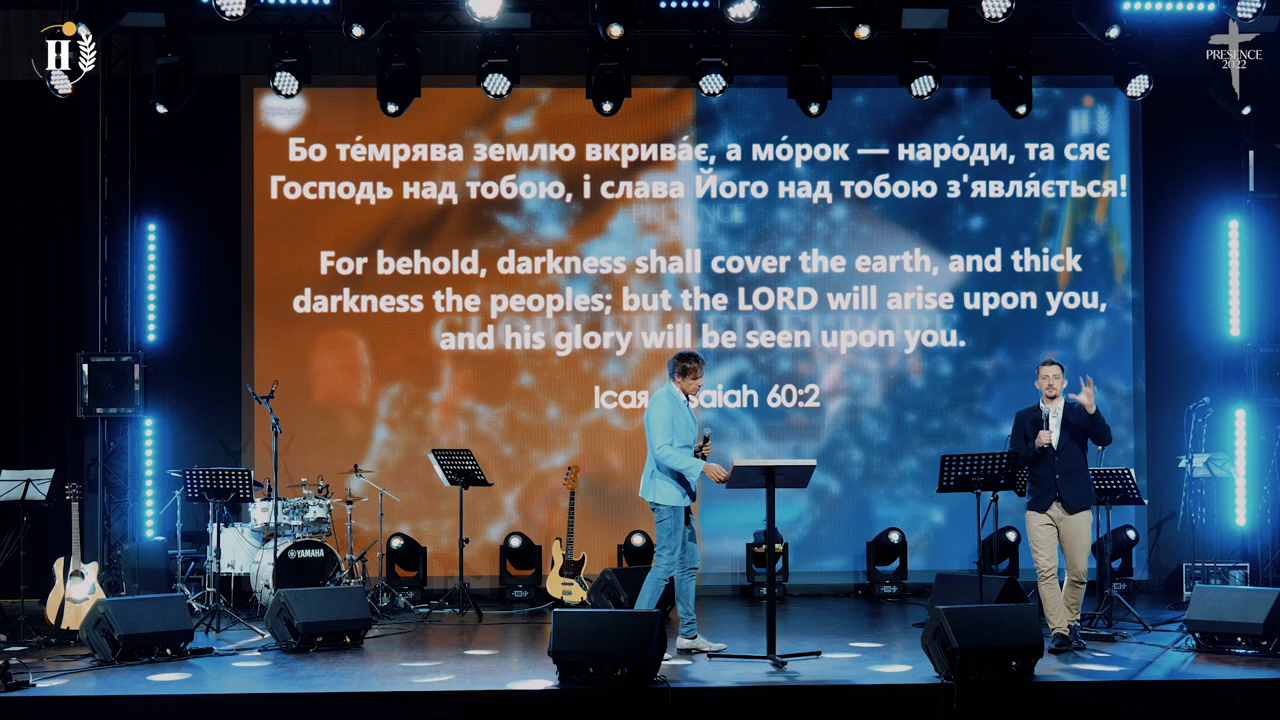 П
PRESENCE
2022
Бо те́мрява землю вкрива́є, а мо́рок — наро́ди, та сяє
Господь над тобою, і слава Його над тобою з'явля́ється!
PRESENCE
For behold, darkness shall cover the earth, and thick
darkness the peoples; but the LORD will arise upon you,
and his glory will be seen upon you.
60:2
YAMAHA